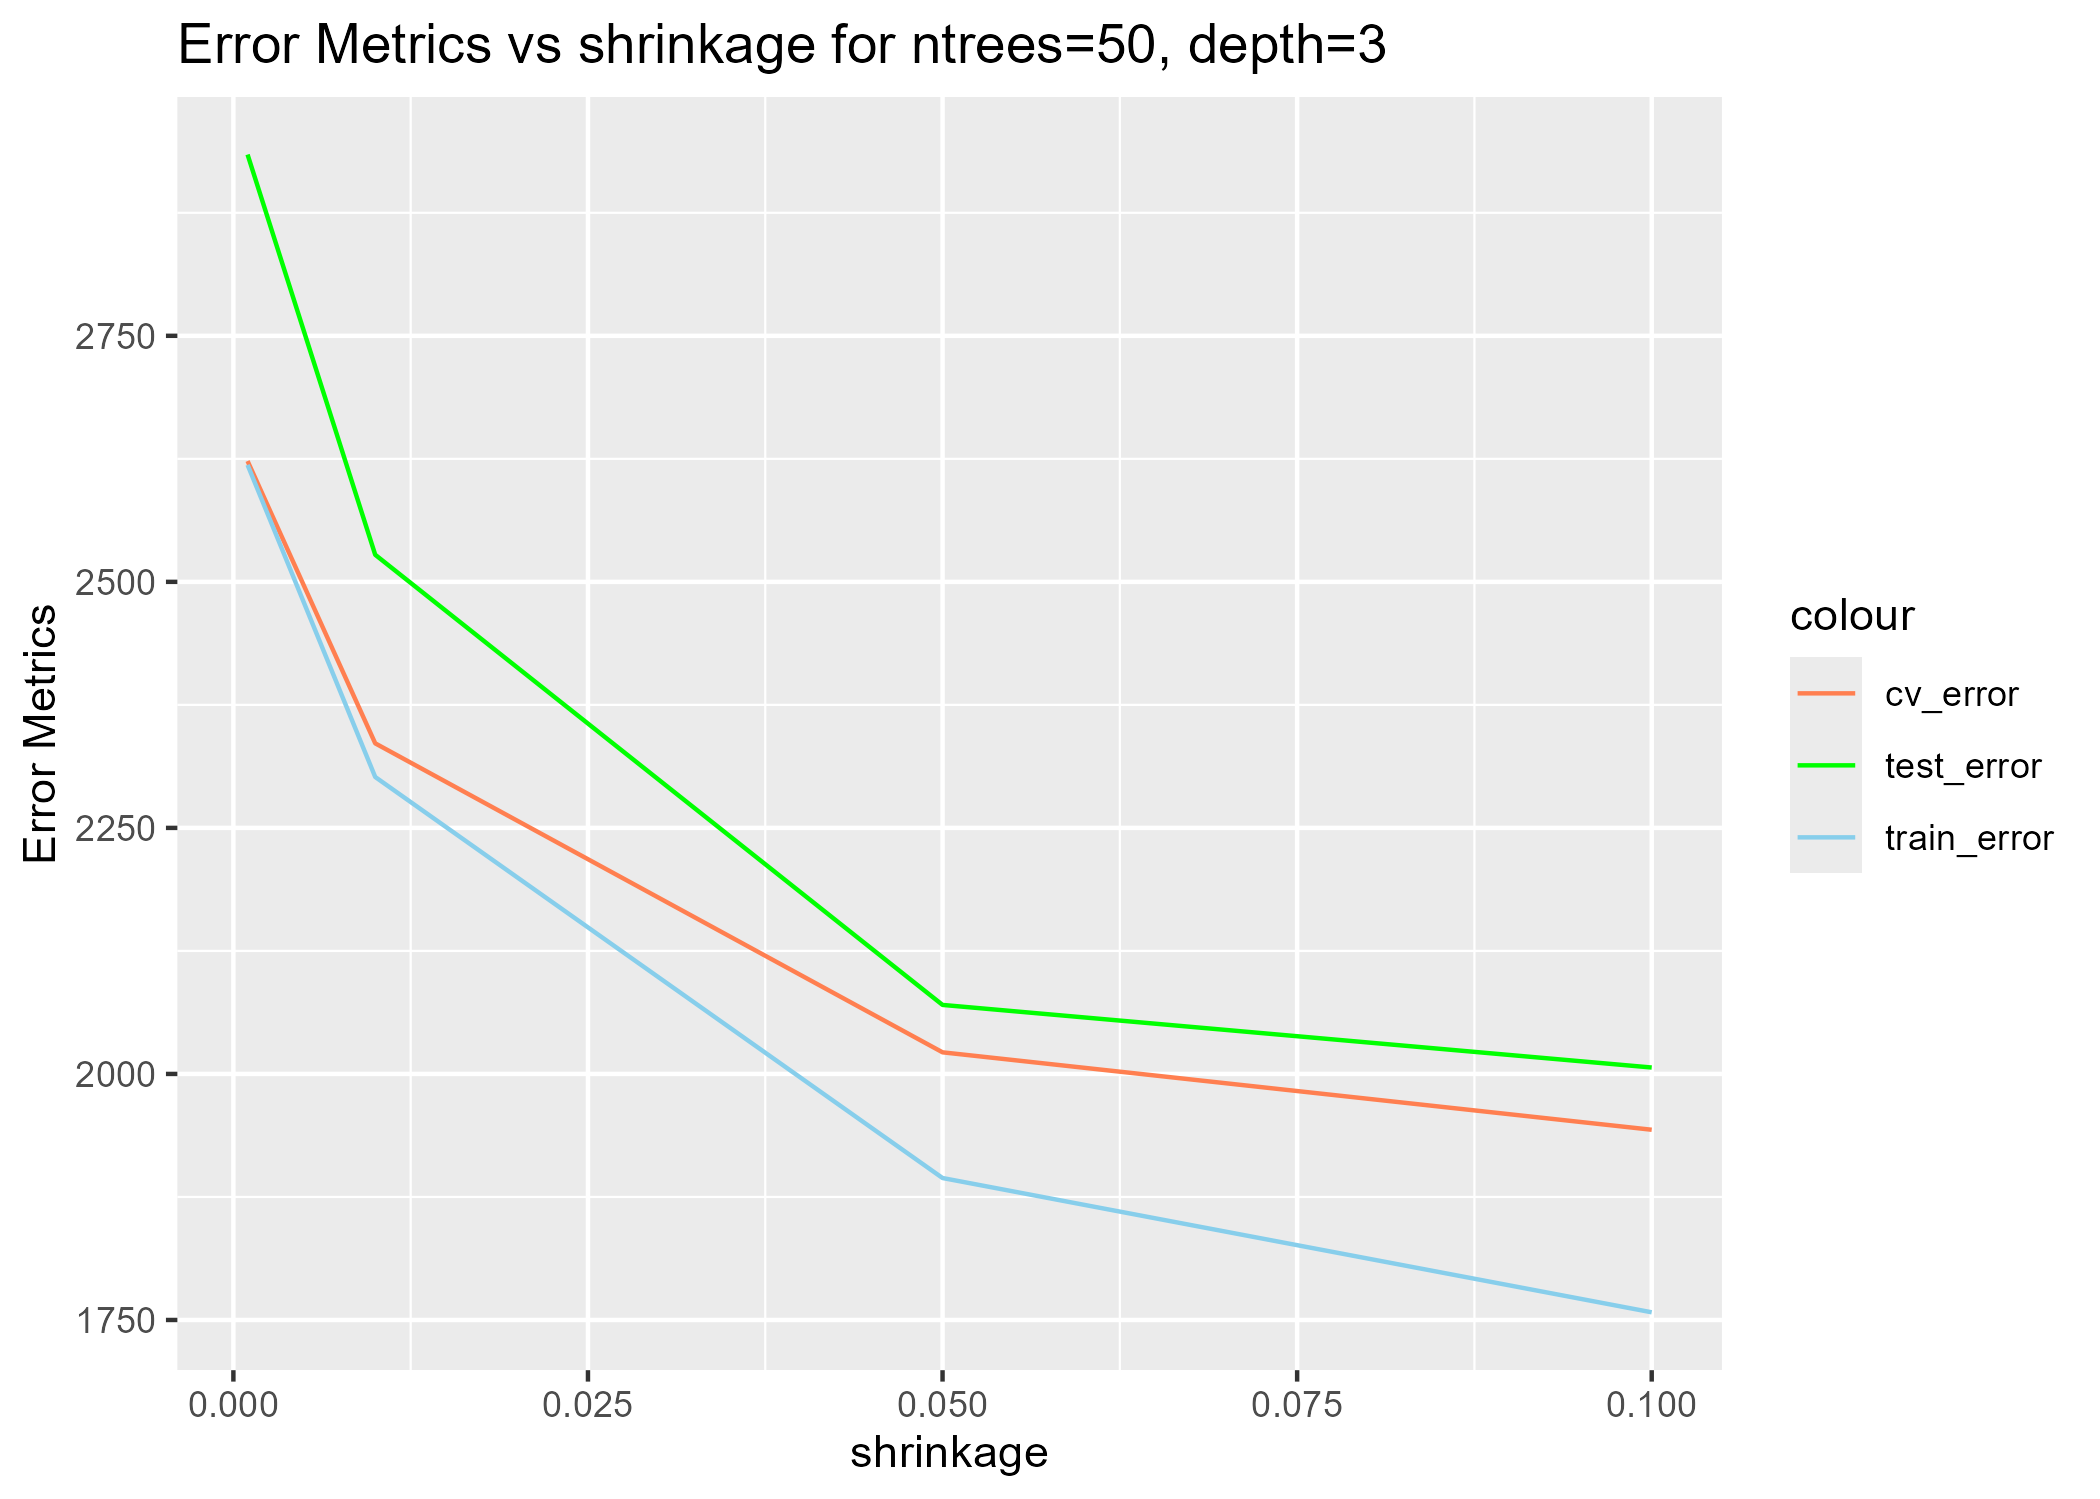 Error Metrics vs shrinkage for ntrees=50, depth=3
Error Metrics
2750
2500
2250
2000
1750
0.000 0.025 0.050 0.075 0.100
shrinkage
colour
cv_error
test_error
train_error